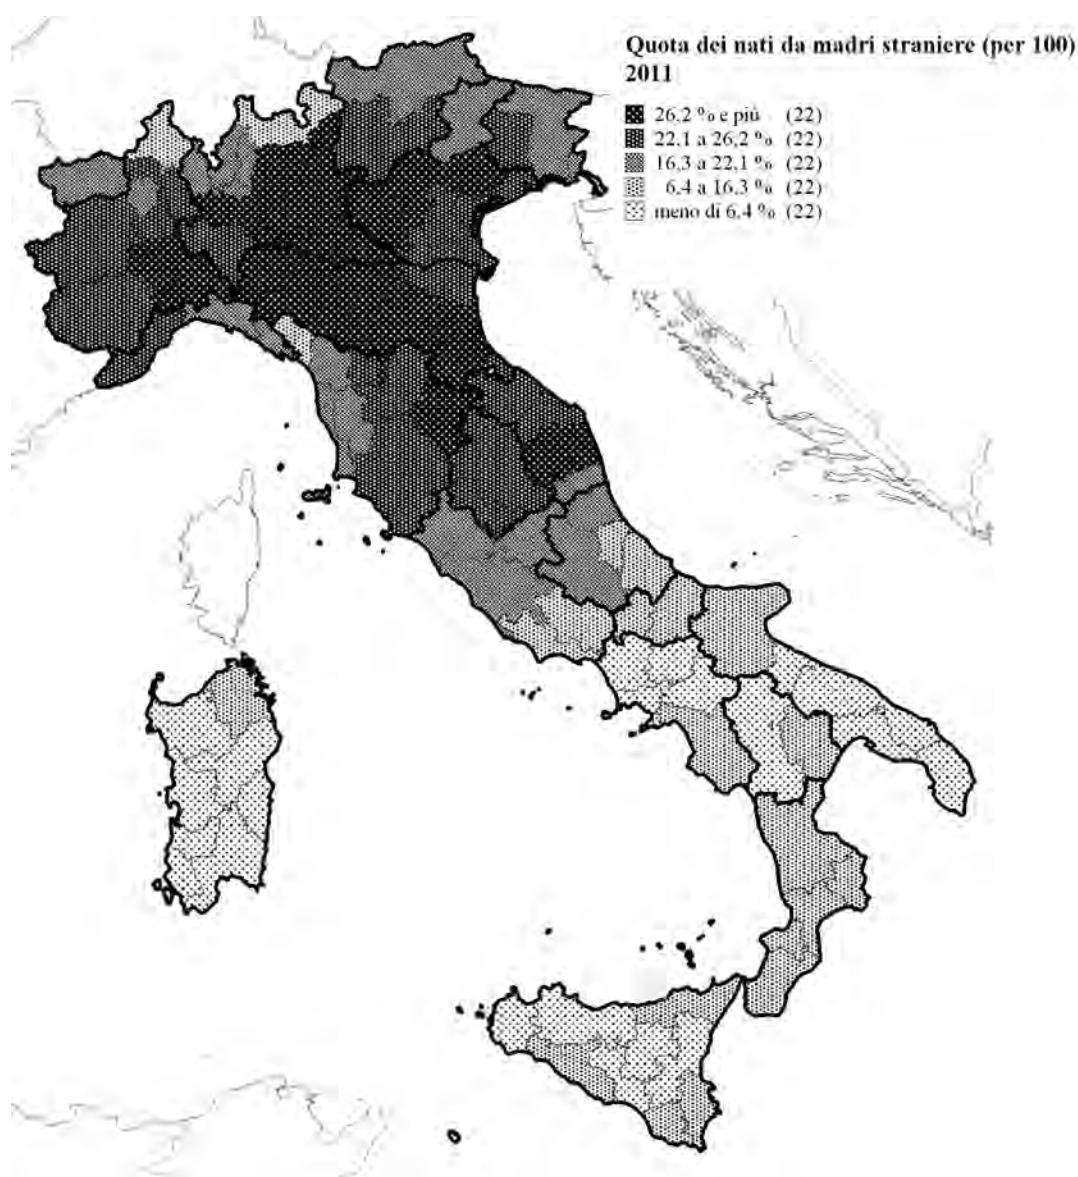 Quota dei nati da madri straniere (per 100)
2011
26,2 % e più (22)
22,1 a 26,2 % (22)
16,3 a 22,1 % (22)
6,4 a 16,3 % (22)
meno di 6,4 % (22)